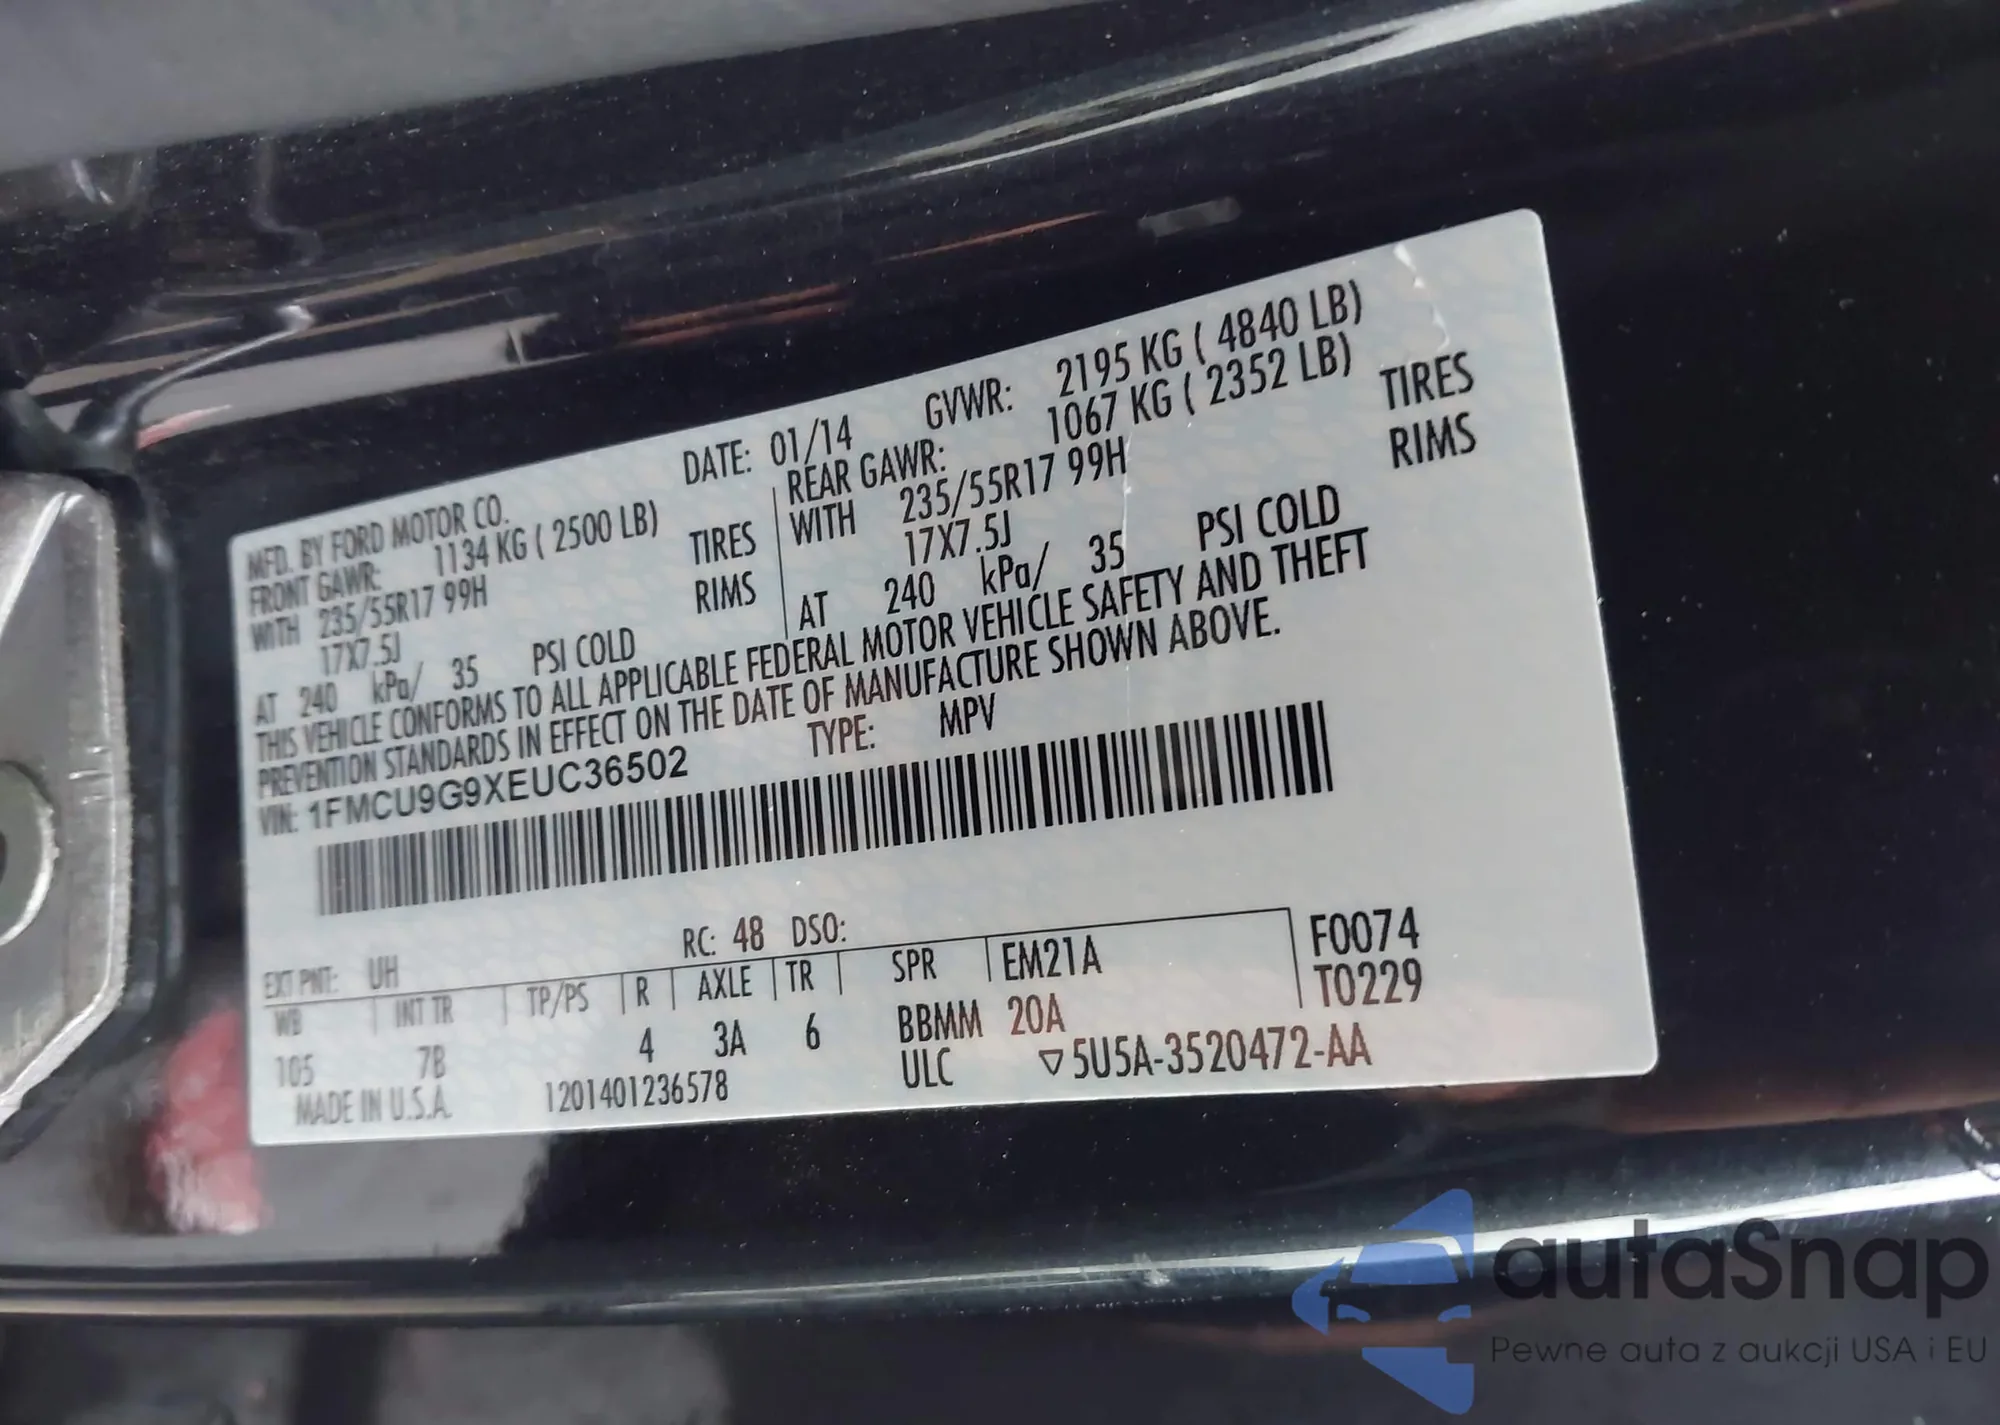 MFD. BY FORD MOTOR CO.
DATE: 01/14
GVWR: 2195 KG ( 4840 LB)
FRONT GAWR: 1134 KG ( 2500 LB)
WITH 235/55R17 99H TIRES
17X7.5J RIMS
AT 240 kPa/ 35 PSI COLD
REAR GAWR: 1067 KG ( 2352 LB)
WITH 235/55R17 99H TIRES
17X7.5J RIMS
AT 240 kPa/ 35 PSI COLD
THIS VEHICLE CONFORMS TO ALL APPLICABLE FEDERAL MOTOR VEHICLE SAFETY AND THEFT
PREVENTION STANDARDS IN EFFECT ON THE DATE OF MANUFACTURE SHOWN ABOVE.
VIN: 1FMCU9G9XEUC36502 TYPE: MPV
EXT PNT: UH RC: 48 DSO:
WB INT TR TP/PS R AXLE TR SPR EM21A F0074
105 7B 4 3A 6 BBMM 20A T0229
MADE IN U.S.A. 1201401236578 ULC ▽5U5A-3520472-AA
autaSnap
Pewne auta z aukcji USA i EU